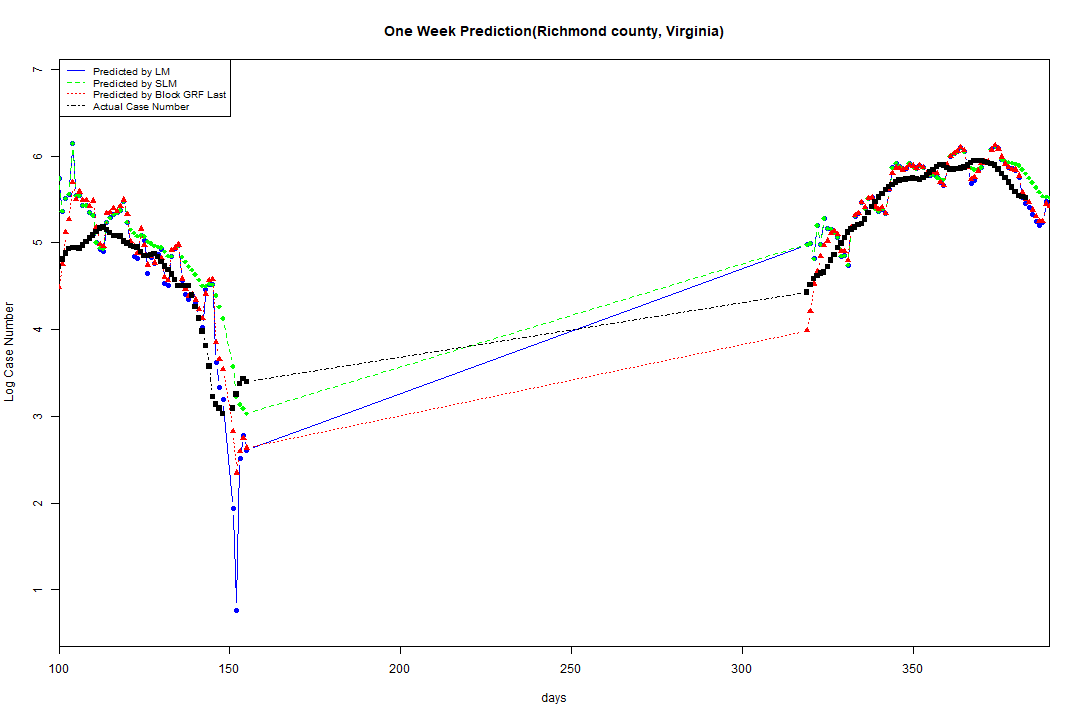 One Week Prediction(Richmond county, Virginia)
Predicted by LM
Predicted by SLM
Predicted by Block GRF Last
Actual Case Number
7
6
5
4
3
2
1
Log Case Number
100 150 200 250 300 350
days